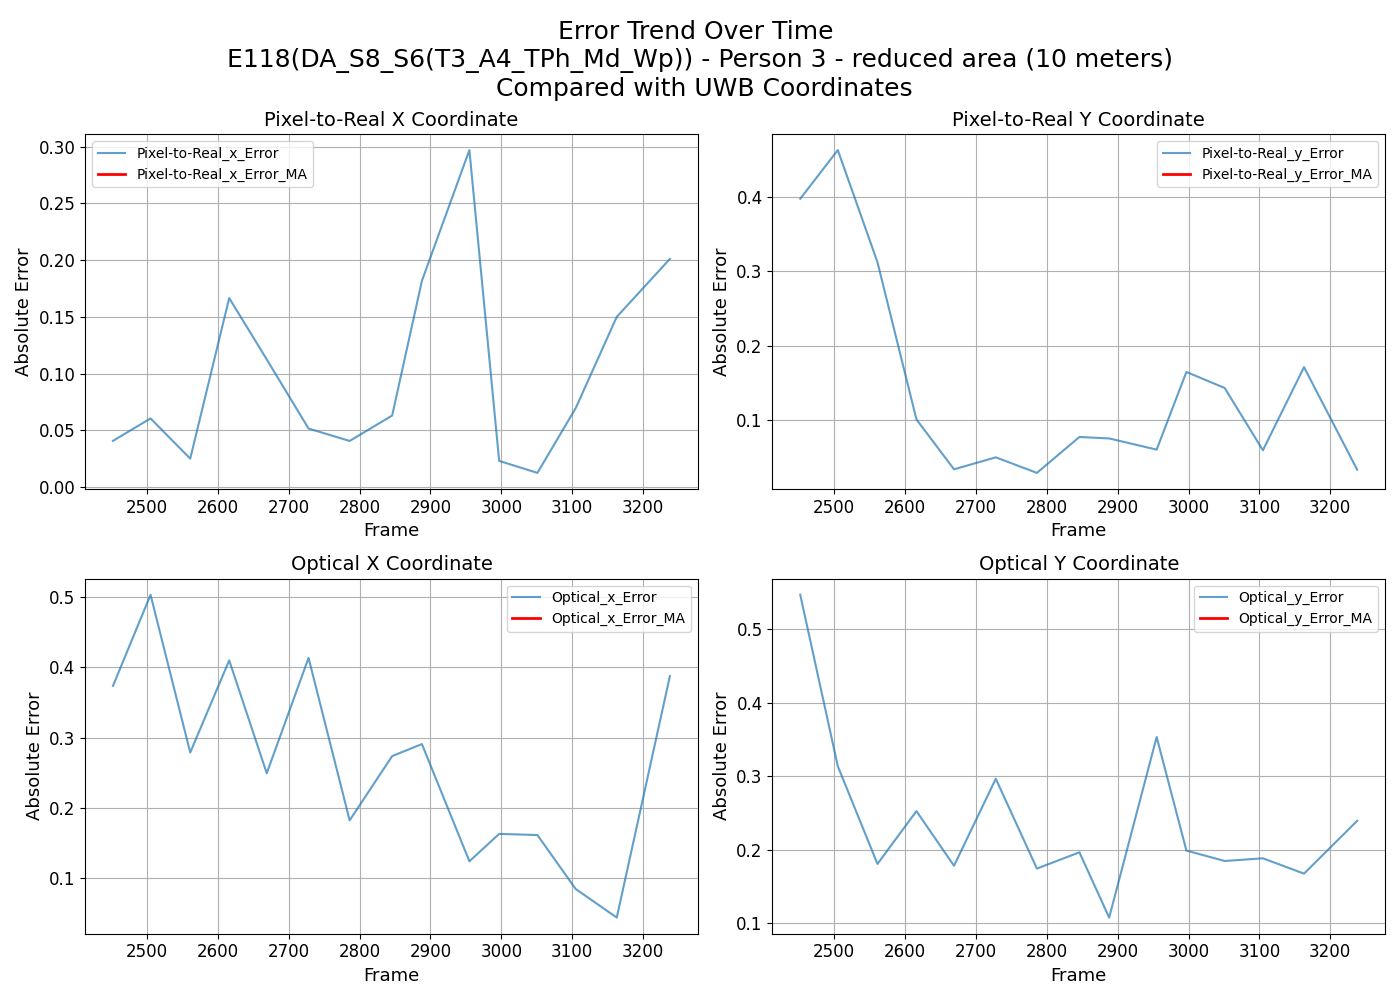 Error Trend Over Time
E118(DA_S8_S6(T3_A4_TPh_Md_Wp)) - Person 3 - reduced area (10 meters)
Compared with UWB Coordinates
Pixel-to-Real X Coordinate
Absolute Error
0.30
0.25
0.20
0.15
0.10
0.05
0.00
Pixel-to-Real_x_Error
Pixel-to-Real_x_Error_MA
2500 2600 2700 2800 2900 3000 3100 3200
Frame
Pixel-to-Real Y Coordinate
Absolute Error
0.4
0.3
0.2
0.1
Pixel-to-Real_y_Error
Pixel-to-Real_y_Error_MA
2500 2600 2700 2800 2900 3000 3100 3200
Frame
Optical X Coordinate
Absolute Error
0.5
0.4
0.3
0.2
0.1
Optical_x_Error
Optical_x_Error_MA
2500 2600 2700 2800 2900 3000 3100 3200
Frame
Optical Y Coordinate
Absolute Error
0.5
0.4
0.3
0.2
0.1
Optical_y_Error
Optical_y_Error_MA
2500 2600 2700 2800 2900 3000 3100 3200
Frame